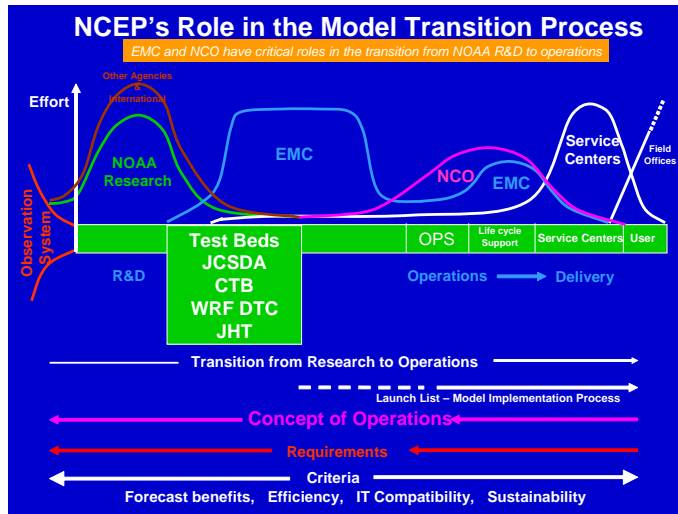 NCEP's Role in the Model Transition Process
EMC and NCO have critical roles in the transition from NOAA R&D to operations
Other Agencies
&
International
Effort
NOAA
Research
EMC
NCO
EMC
Service
Centers
Field
Offices
Observation
System
Test Beds
JCSDA
CTB
WRF DTC
JHT
OPS
Life cycle
Support
Service Centers
User
R&D
Operations
Delivery
Transition from Research to Operations
Launch List – Model Implementation Process
Concept of Operations
Requirements
Criteria
Forecast benefits, Efficiency, IT Compatibility, Sustainability